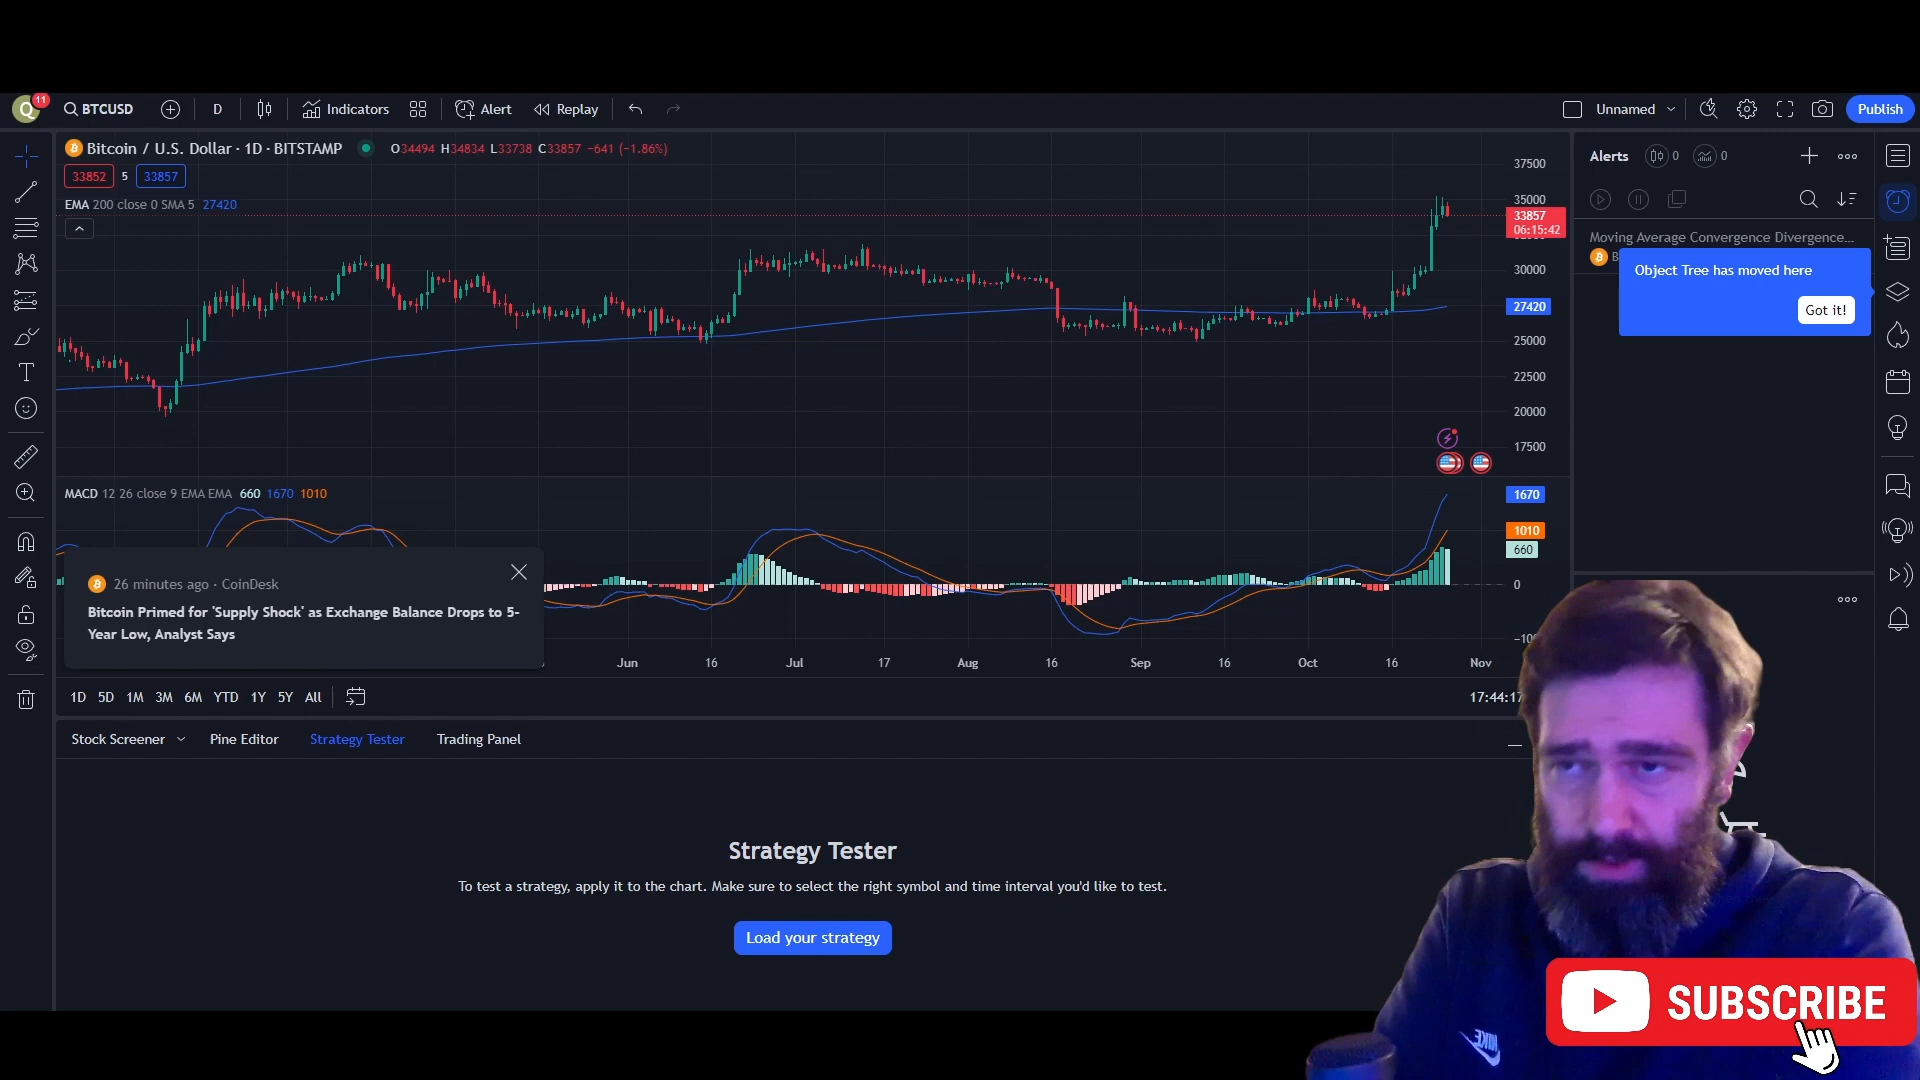 Q 11 BTCUSD D Indicators Alert Replay Unnamed Publish
Bitcoin / U.S. Dollar · 1D · BITSTAMP O34494 H34834 L33738 C33857 −641 (−1.86%)
33852 5 33857
EMA 200 close 0 SMA 5 27420
37500
35000
33857
06:15:42
30000
27420
25000
22500
20000
17500
MACD 12 26 close 9 EMA EMA 660 1670 1010
1670
1010
660
0
26 minutes ago · CoinDesk
Bitcoin Primed for 'Supply Shock' as Exchange Balance Drops to 5-
Year Low, Analyst Says
Jun 16 Jul 17 Aug 16 Sep 16 Oct 16 Nov
1D 5D 1M 3M 6M YTD 1Y 5Y All 17:44:17
Stock Screener Pine Editor Strategy Tester Trading Panel
Strategy Tester
To test a strategy, apply it to the chart. Make sure to select the right symbol and time interval you'd like to test.
Load your strategy
Alerts 0 0
Moving Average Convergence Divergence...
Object Tree has moved here
Got it!
NIKE
SUBSCRIBE